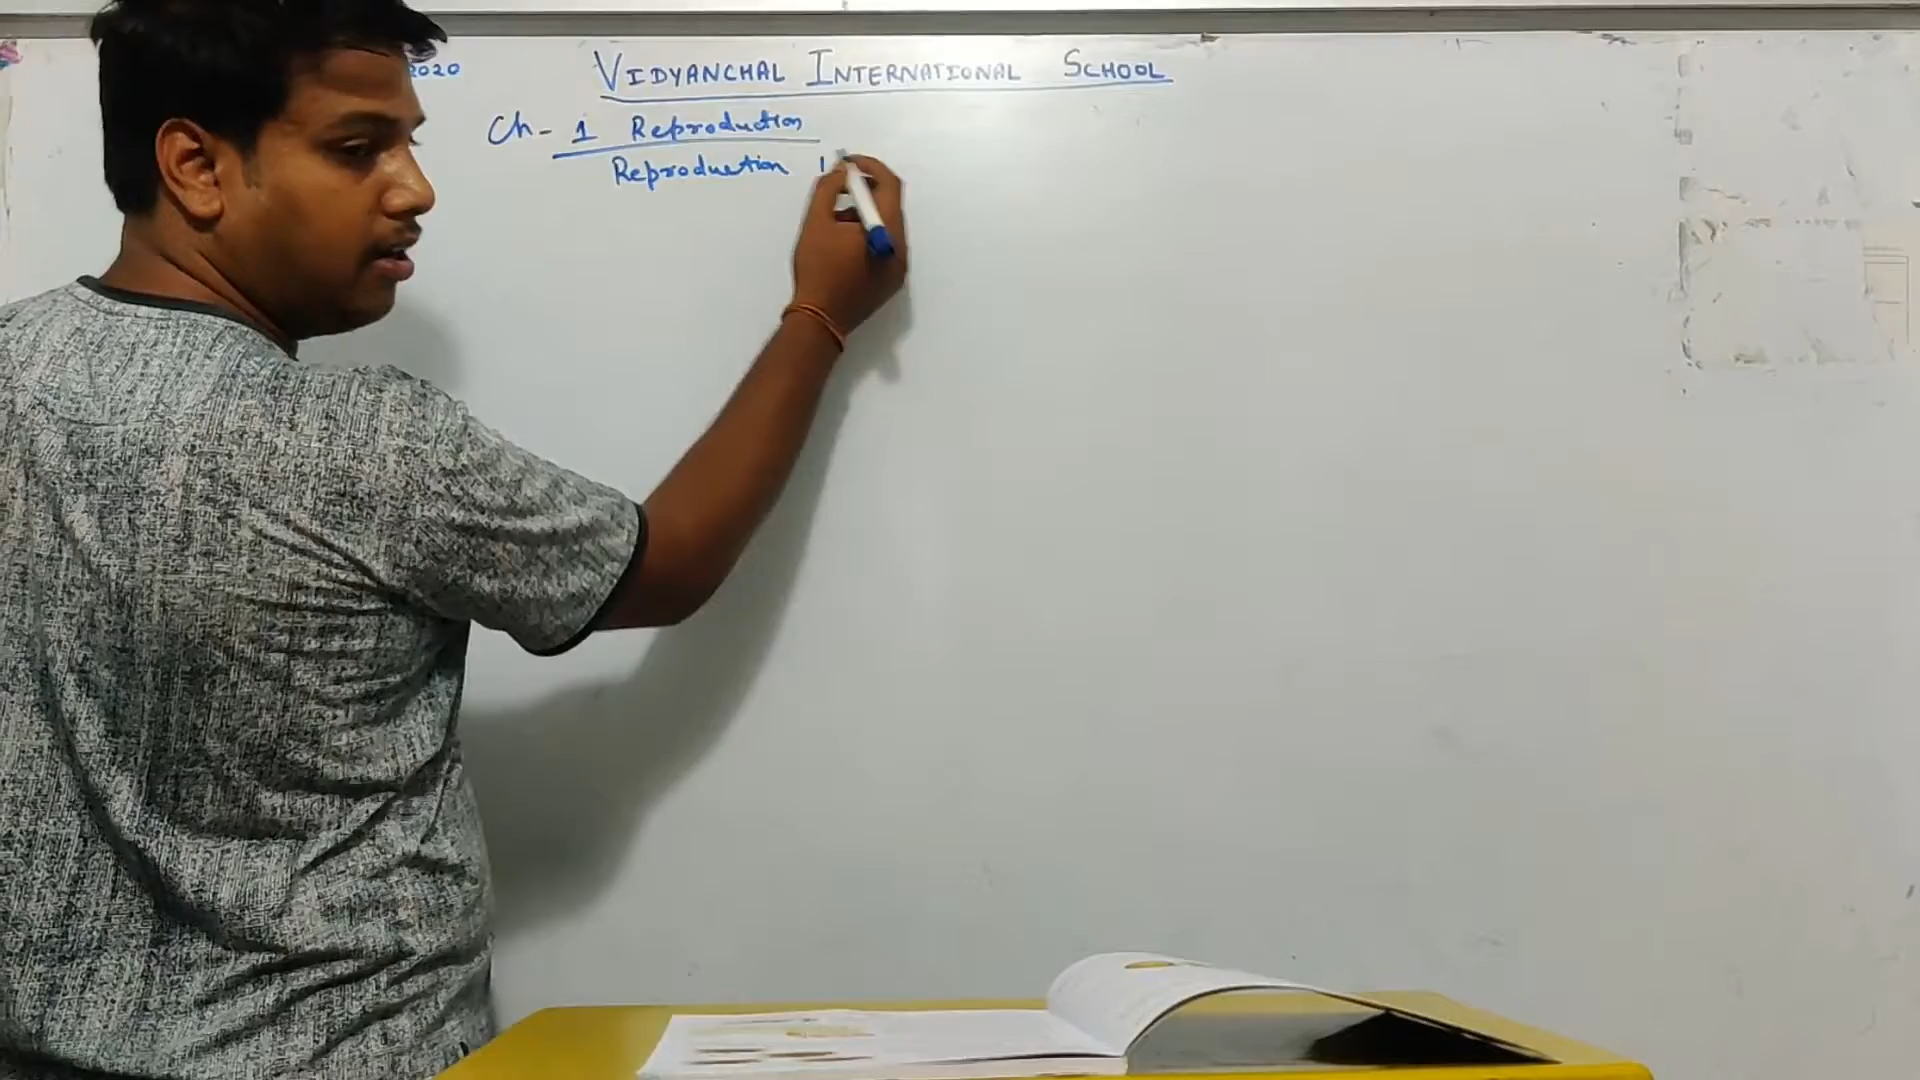 2020 VIDYANCHAL INTERNATIONAL SCHOOL
Ch - 1 Reproduction
Reproduction